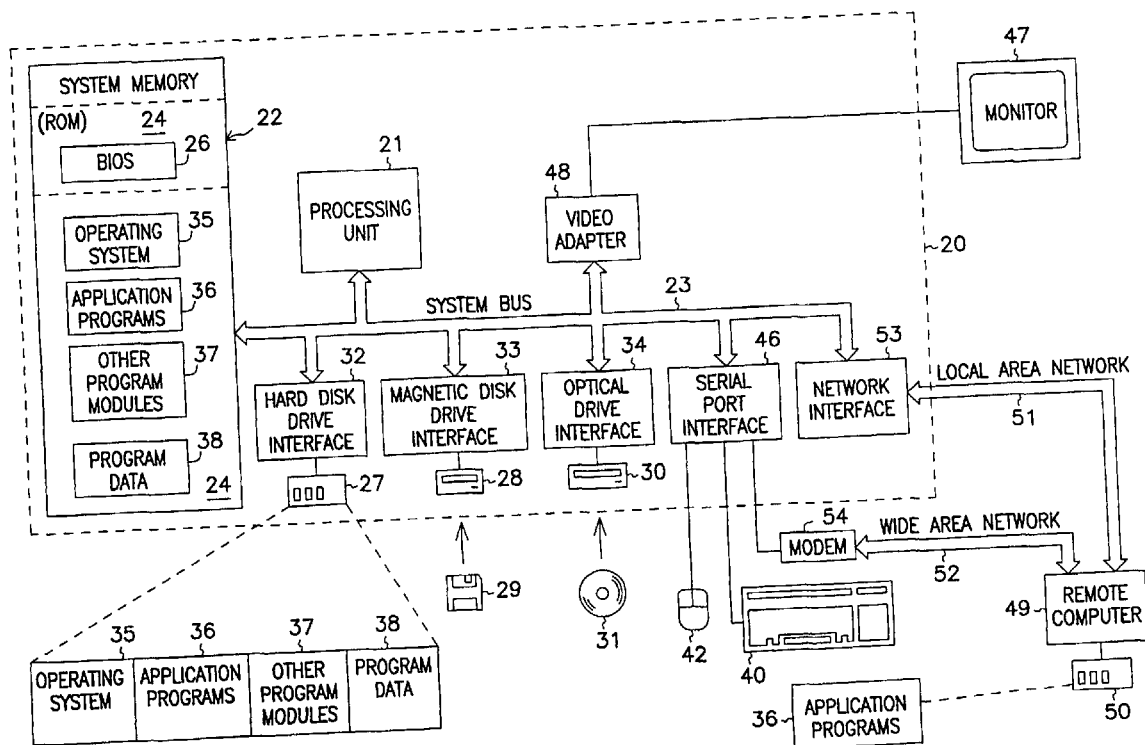 SYSTEM MEMORY
(ROM) 24
22
BIOS
26
OPERATING
SYSTEM
35
APPLICATION
PROGRAMS
36
OTHER
PROGRAM
MODULES
37
PROGRAM
DATA
38
24
21
PROCESSING
UNIT
48
VIDEO
ADAPTER
47
MONITOR
20
SYSTEM BUS
23
32
HARD DISK
DRIVE
INTERFACE
33
MAGNETIC DISK
DRIVE
INTERFACE
34
OPTICAL
DRIVE
INTERFACE
46
SERIAL
PORT
INTERFACE
53
NETWORK
INTERFACE
LOCAL AREA NETWORK
51
27
28
30
29
31
42
40
54
MODEM
WIDE AREA NETWORK
52
49
REMOTE
COMPUTER
50
36
APPLICATION
PROGRAMS
35
OPERATING
SYSTEM
36
APPLICATION
PROGRAMS
37
OTHER
PROGRAM
MODULES
38
PROGRAM
DATA